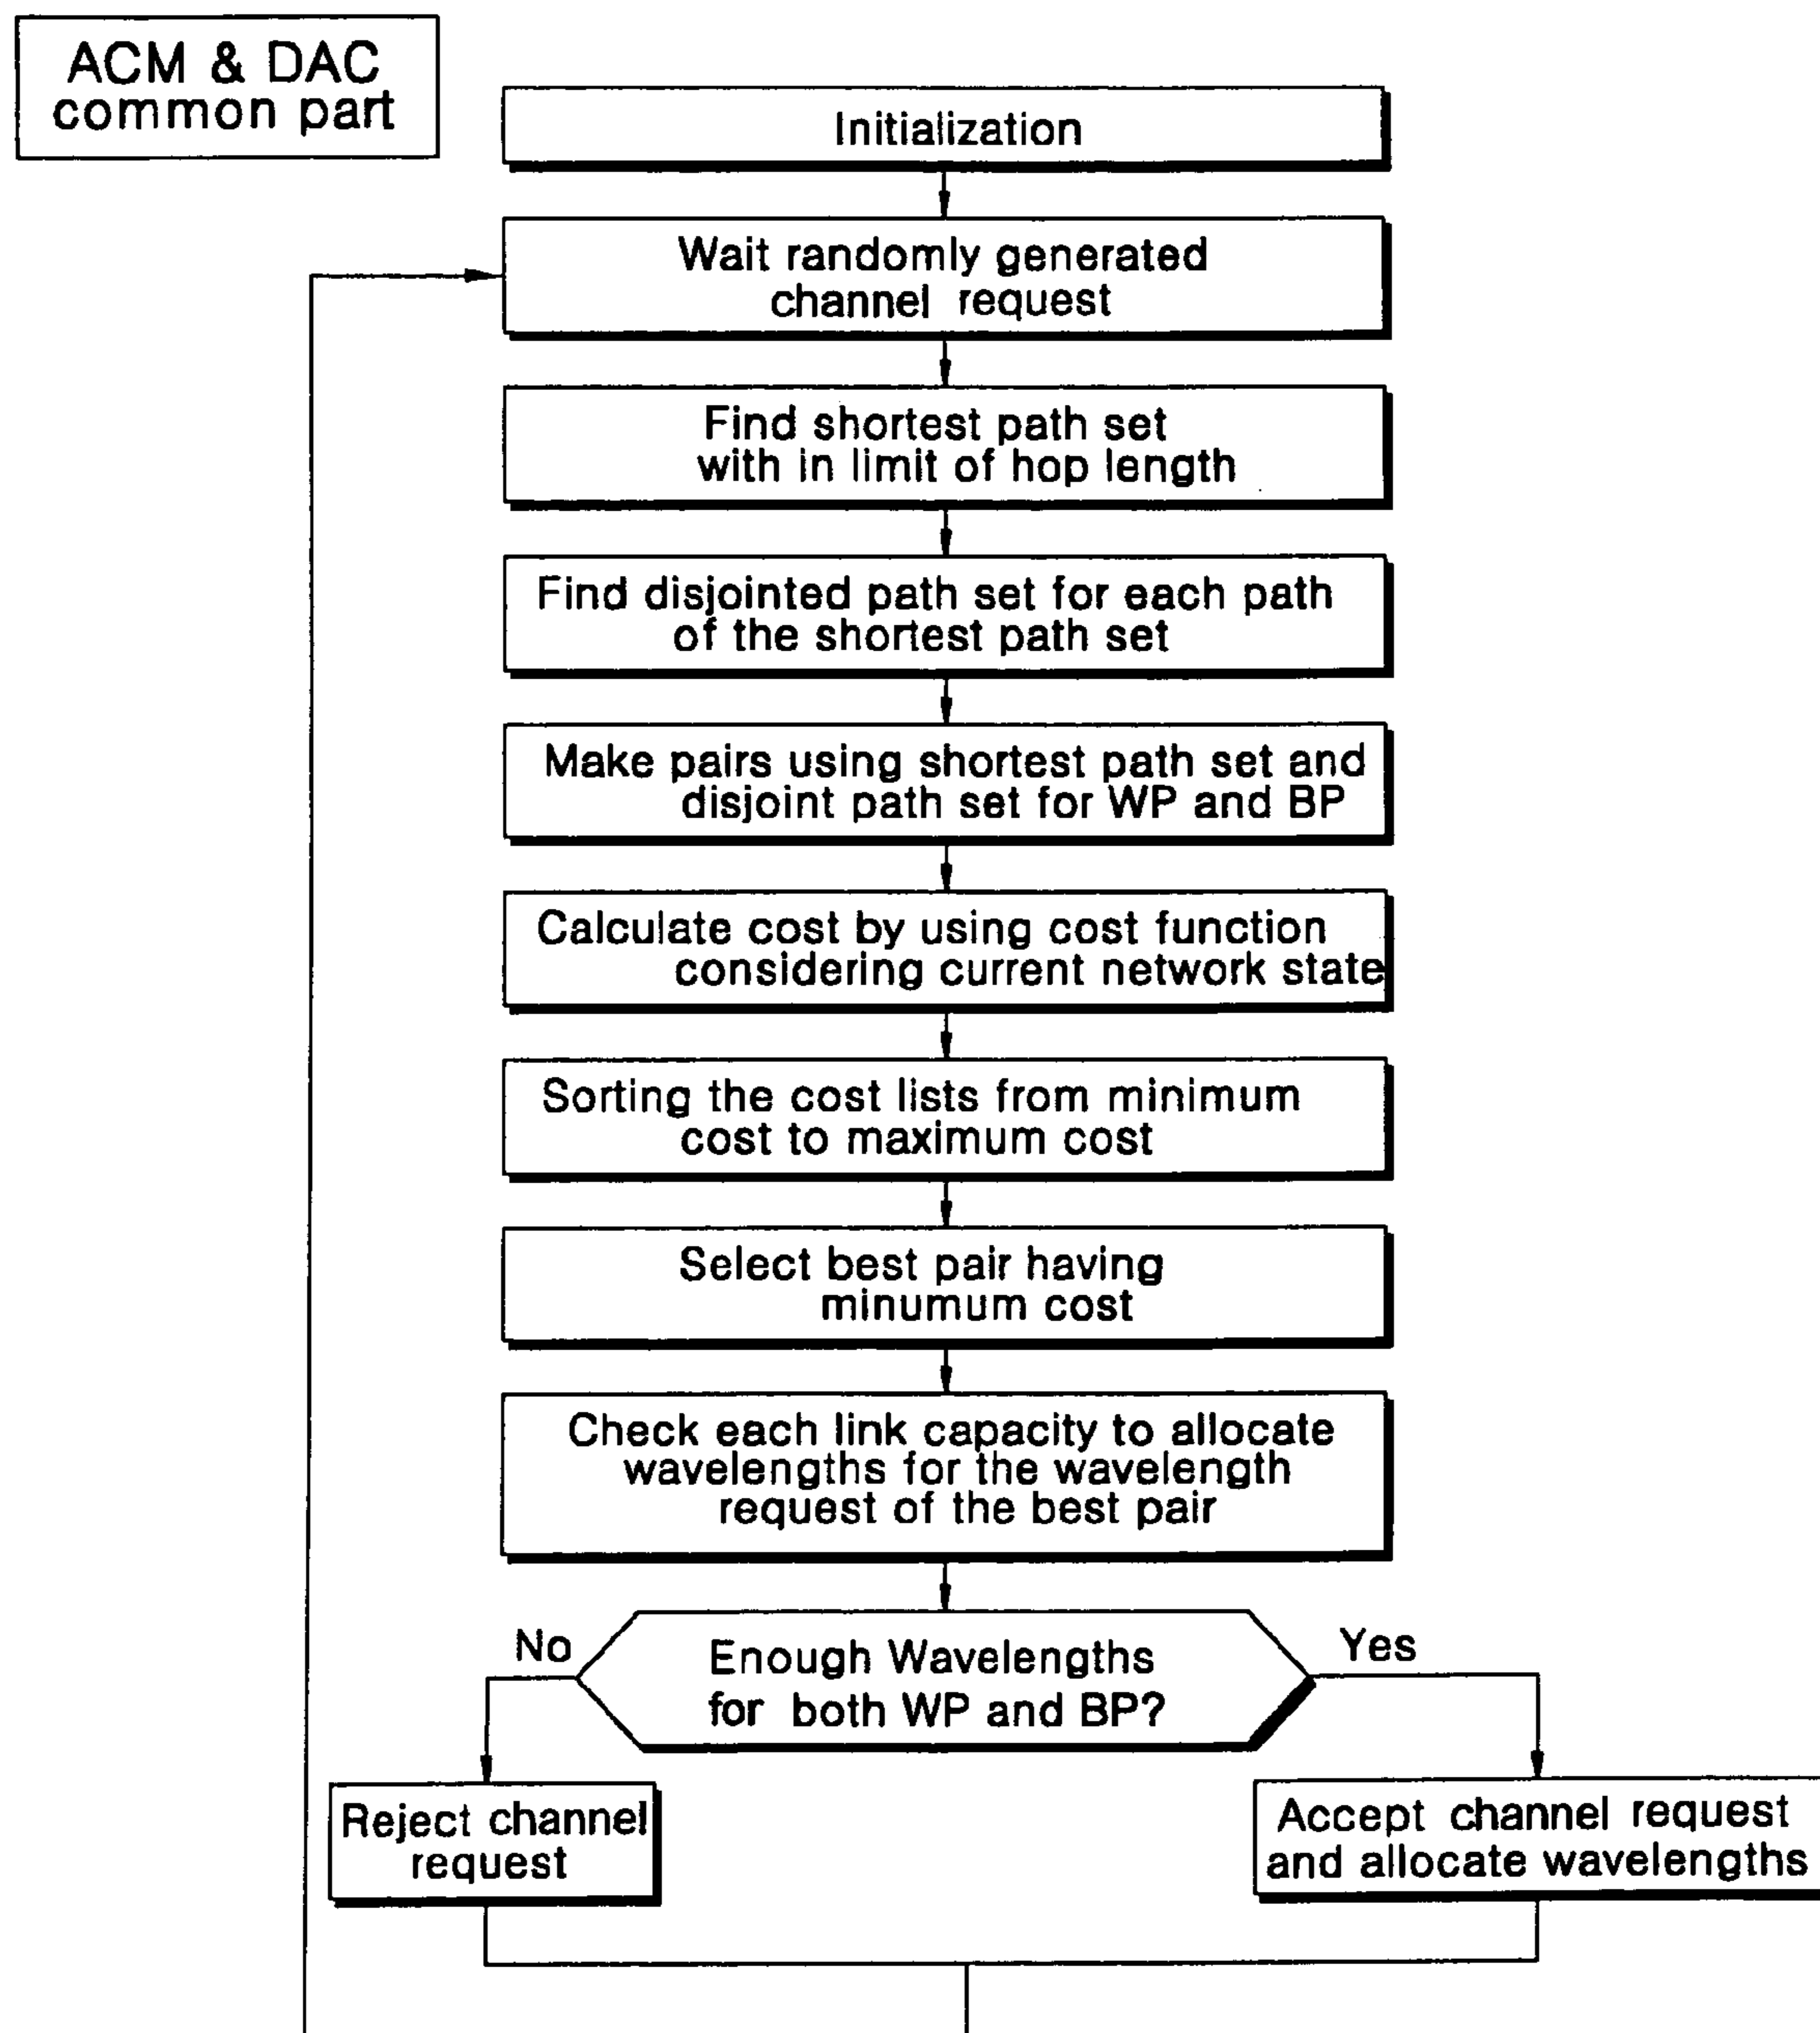 ACM & DAC
common part
Initialization
Wait randomly generated
channel request
Find shortest path set
with in limit of hop length
Find disjointed path set for each path
of the shortest path set
Make pairs using shortest path set and
disjoint path set for WP and BP
Calculate cost by using cost function
considering current network state
Sorting the cost lists from minimum
cost to maximum cost
Select best pair having
minumum cost
Check each link capacity to allocate
wavelengths for the wavelength
request of the best pair
No
Yes
Enough Wavelengths
for both WP and BP?
Reject channel
request
Accept channel request
and allocate wavelengths